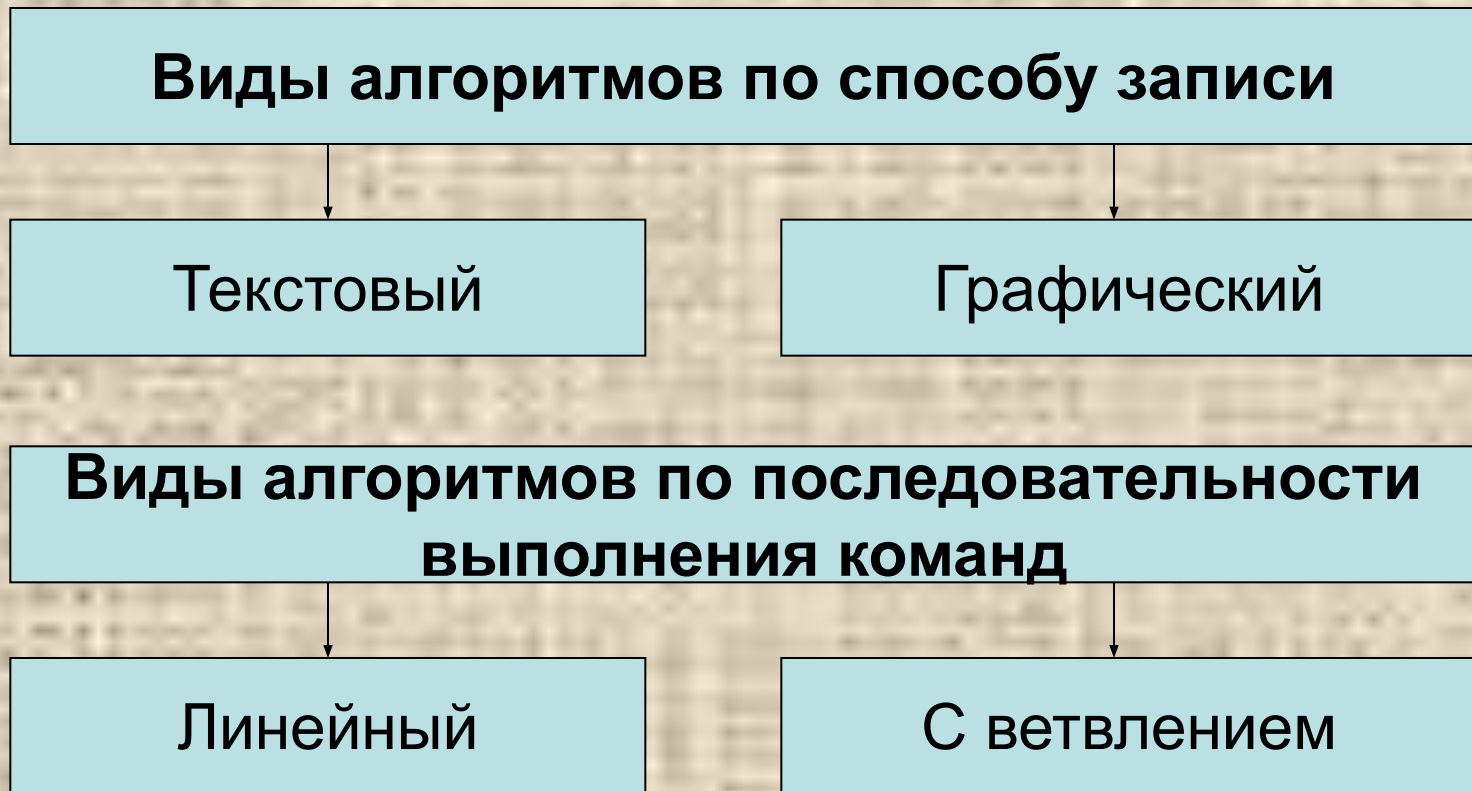 Виды алгоритмов по способу записи
Текстовый
Графический
Виды алгоритмов по последовательности
выполнения команд
Линейный
С ветвлением